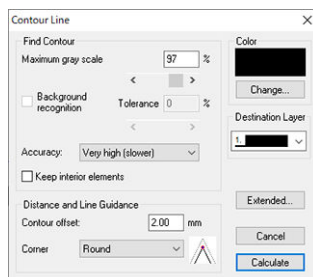 Contour Line
Find Contour
Maximum gray scale 97 %
Background recognition
Tolerance 0 %
Accuracy: Very high (slower)
Keep interior elements
Distance and Line Guidance
Contour offset: 2.00 mm
Corner Round
Color
Change...
Destination Layer
1.
Extended...
Cancel
Calculate